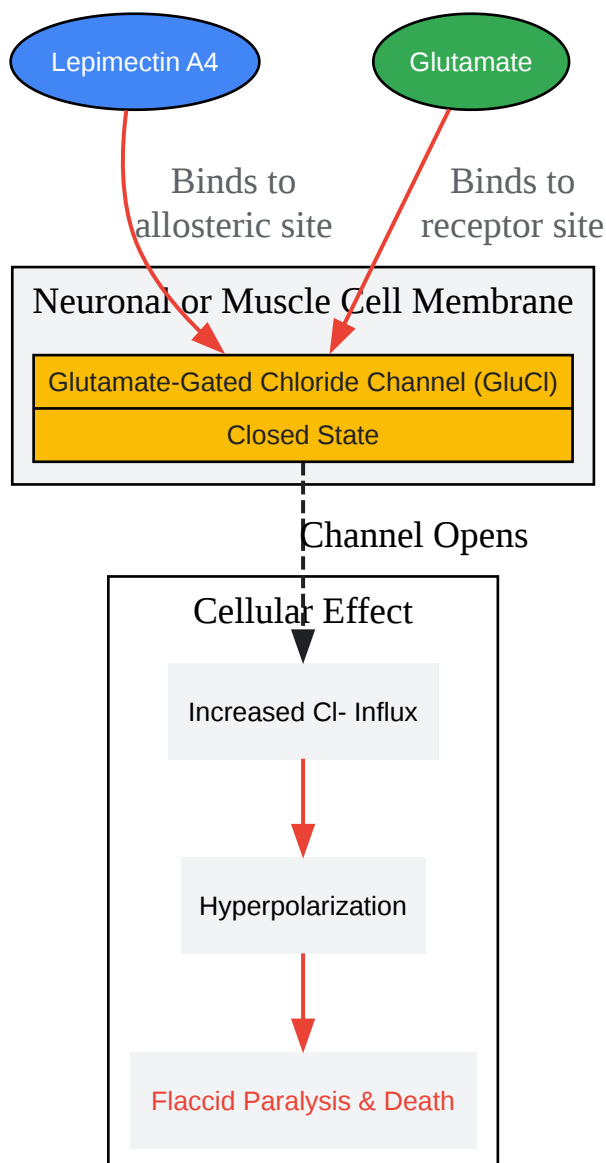 Lepimectin A4
Glutamate
Binds to
allosteric site
Binds to
receptor site
Neuronal or Muscle Cell Membrane
Glutamate-Gated Chloride Channel (GluCl)
Closed State
Channel Opens
Cellular Effect
Increased Cl- Influx
Hyperpolarization
Flaccid Paralysis & Death